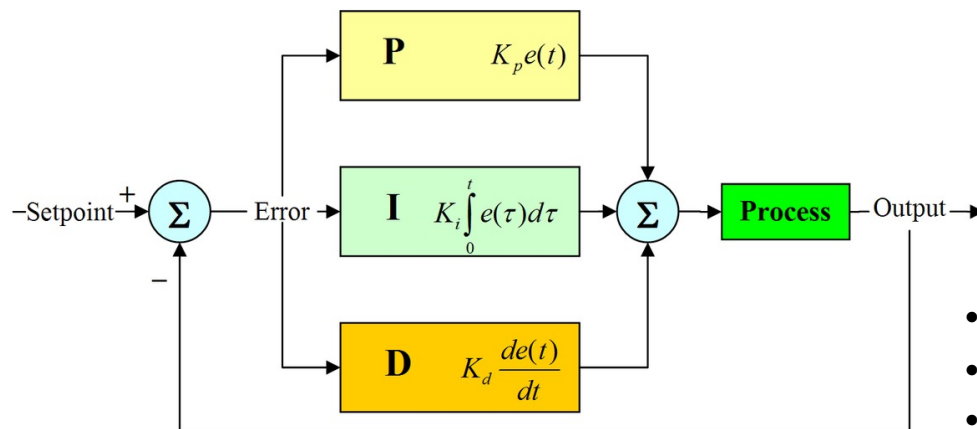 P K_p e(t)
–Setpoint + Σ Error I K_i ∫_0^t e(τ)dτ Σ Process Output
–
D K_d de(t)/dt
•
•
•